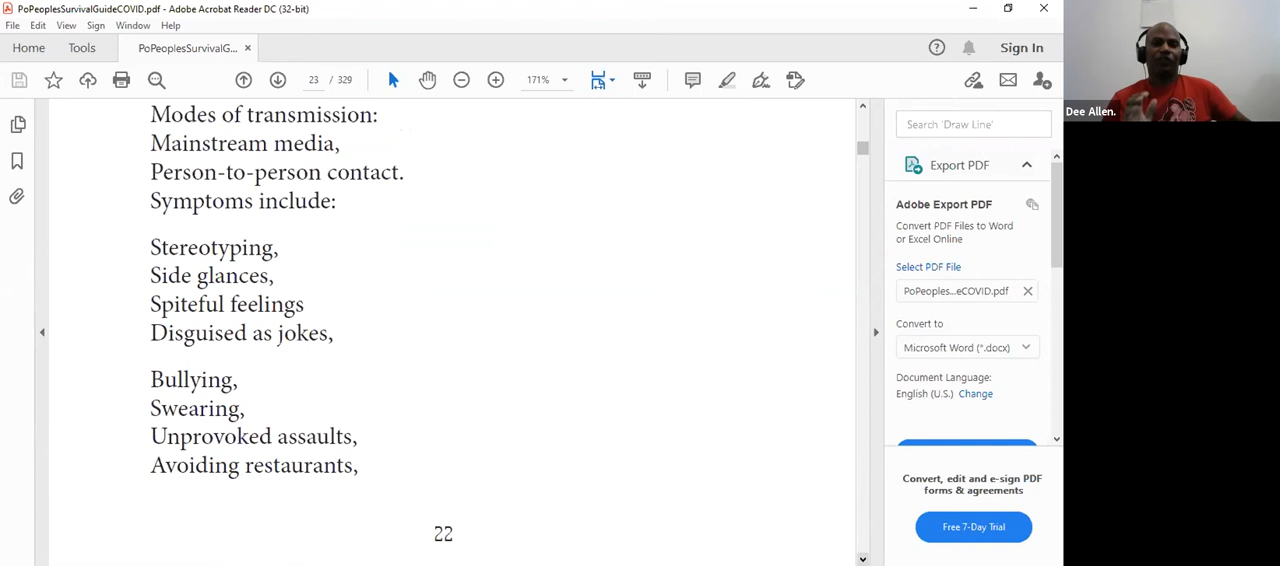 PoPeoplesSurvivalGuideCOVID.pdf - Adobe Acrobat Reader DC (32-bit)
File Edit View Sign Window Help
Home Tools PoPeoplesSurvivalG... × Sign In
23 / 329 171%
Dee Allen.
Modes of transmission:
Mainstream media,
Person-to-person contact.
Symptoms include:
Stereotyping,
Side glances,
Spiteful feelings
Disguised as jokes,
Bullying,
Swearing,
Unprovoked assaults,
Avoiding restaurants,
22
Search 'Draw Line'
Export PDF
Adobe Export PDF
Convert PDF Files to Word
or Excel Online
Select PDF File
PoPeoples...eCOVID.pdf
Convert to
Microsoft Word (*.docx)
Document Language:
English (U.S.) Change
Convert, edit and e-sign PDF
forms & agreements
Free 7-Day Trial